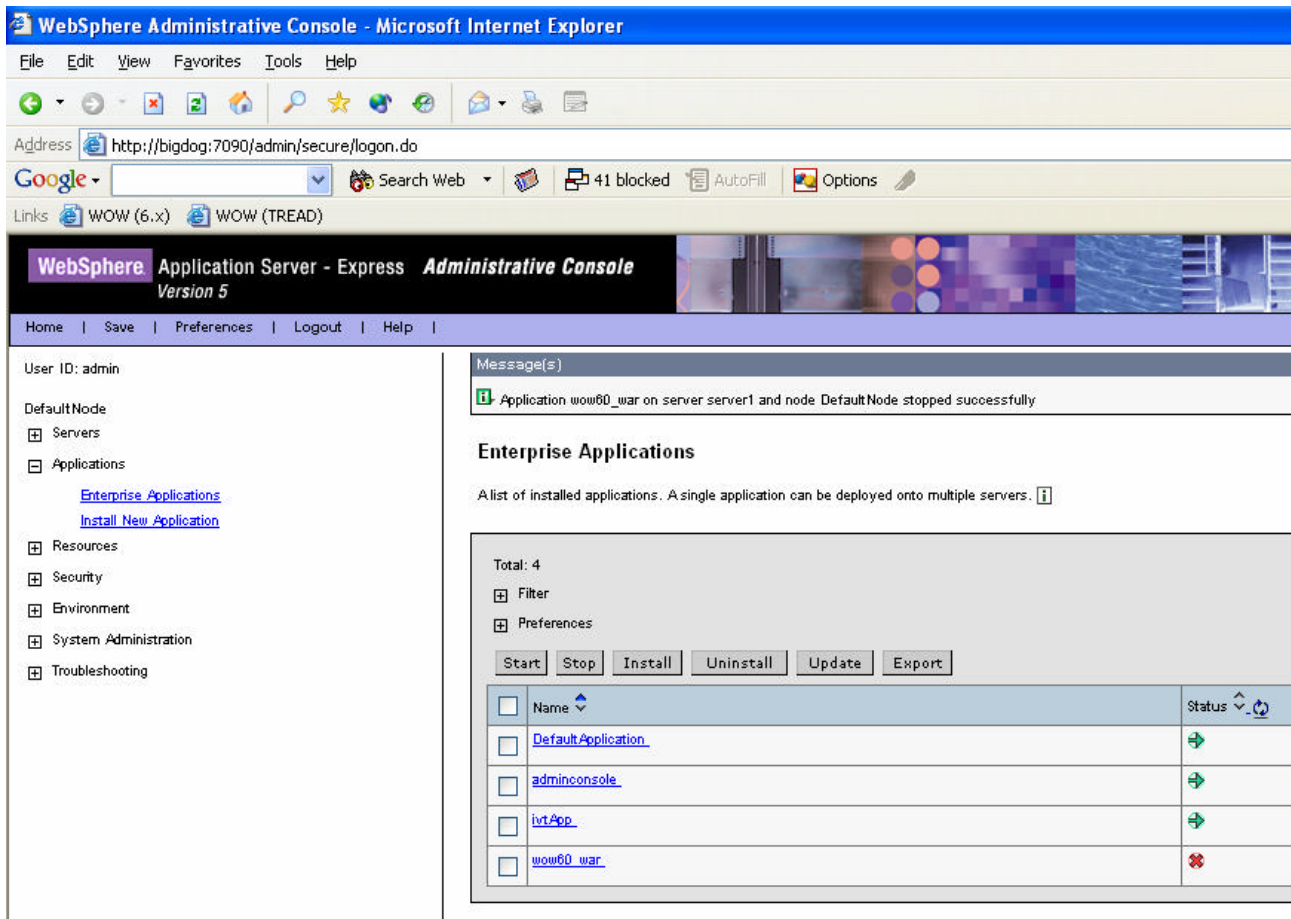 WebSphere Administrative Console - Microsoft Internet Explorer
File Edit View Favorites Tools Help
Address http://bigdog:7090/admin/secure/logon.do
Google Search Web 41 blocked AutoFill Options
Links WOW (6.x) WOW (TREAD)
WebSphere Application Server - Express Administrative Console
Version 5
Home | Save | Preferences | Logout | Help |
User ID: admin
DefaultNode
Servers
Applications
Enterprise Applications
Install New Application
Resources
Security
Environment
System Administration
Troubleshooting
Message(s)
Application wow60_war on server server1 and node DefaultNode stopped successfully
Enterprise Applications
A list of installed applications. A single application can be deployed onto multiple servers.
Total: 4
Filter
Preferences
Start Stop Install Uninstall Update Export
Name Status
DefaultApplication
adminconsole
ivtApp
wow60_war